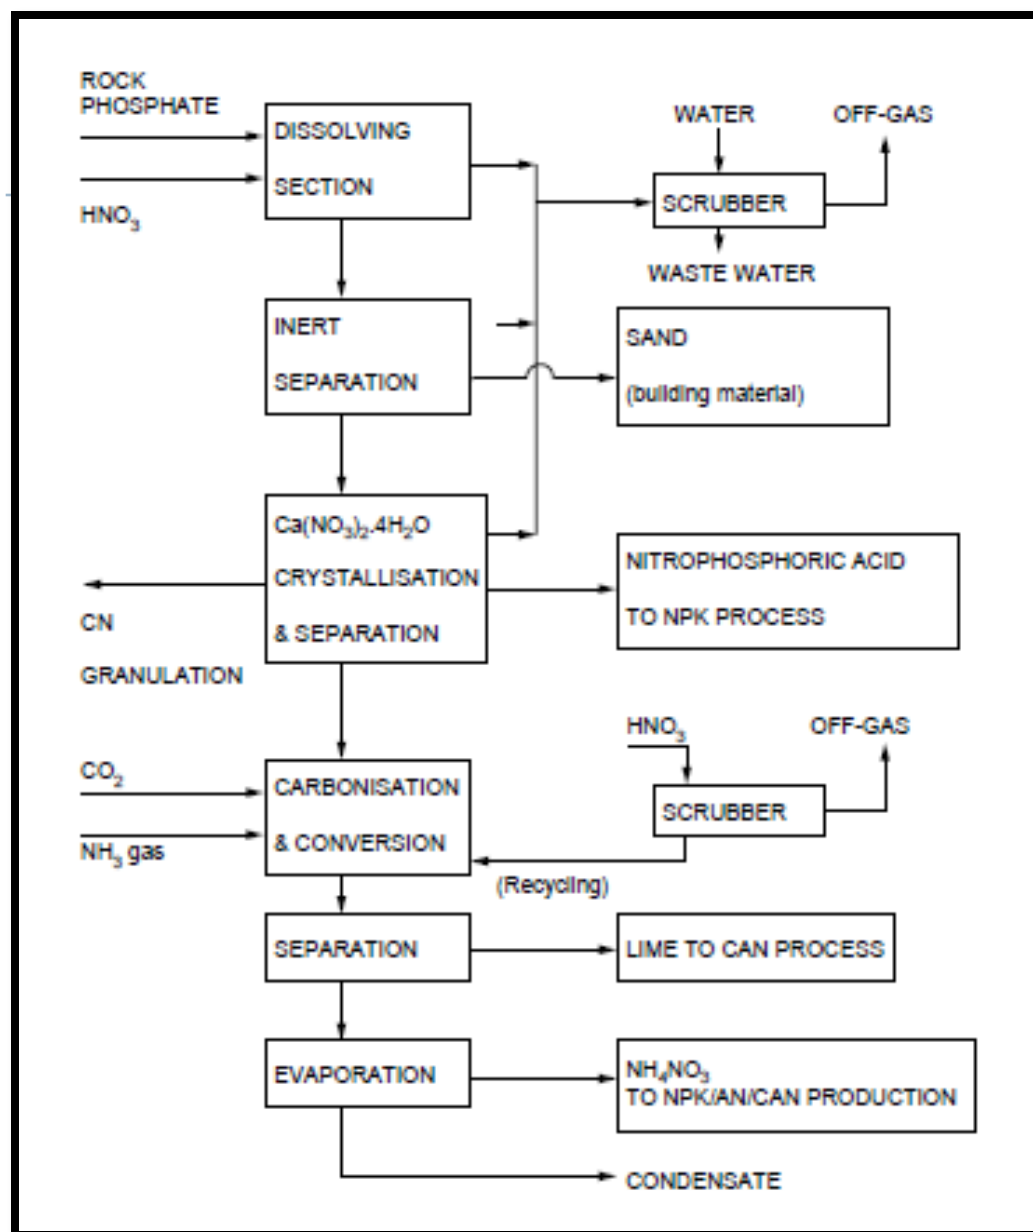 ROCK
PHOSPHATE
HNO₃
DISSOLVING
SECTION
WATER
OFF-GAS
SCRUBBER
WASTE WATER
INERT
SEPARATION
SAND
(building material)
Ca(NO₃)₂.4H₂O
CRYSTALLISATION
& SEPARATION
CN
GRANULATION
NITROPHOSPHORIC ACID
TO NPK PROCESS
CO₂
NH₃ gas
CARBONISATION
& CONVERSION
HNO₃
OFF-GAS
SCRUBBER
(Recycling)
SEPARATION
LIME TO CAN PROCESS
EVAPORATION
NH₄NO₃
TO NPK/AN/CAN PRODUCTION
CONDENSATE